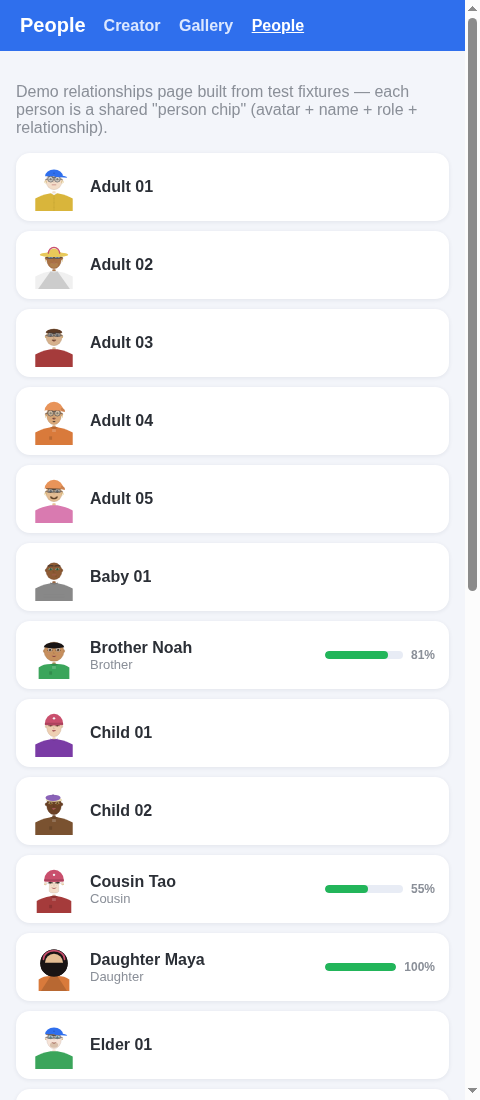 People Creator Gallery People
Demo relationships page built from test fixtures — each
person is a shared "person chip" (avatar + name + role +
relationship).
Adult 01
Adult 02
Adult 03
Adult 04
Adult 05
Baby 01
Brother Noah
Brother
81%
Child 01
Child 02
Cousin Tao
Cousin
55%
Daughter Maya
Daughter
100%
Elder 01